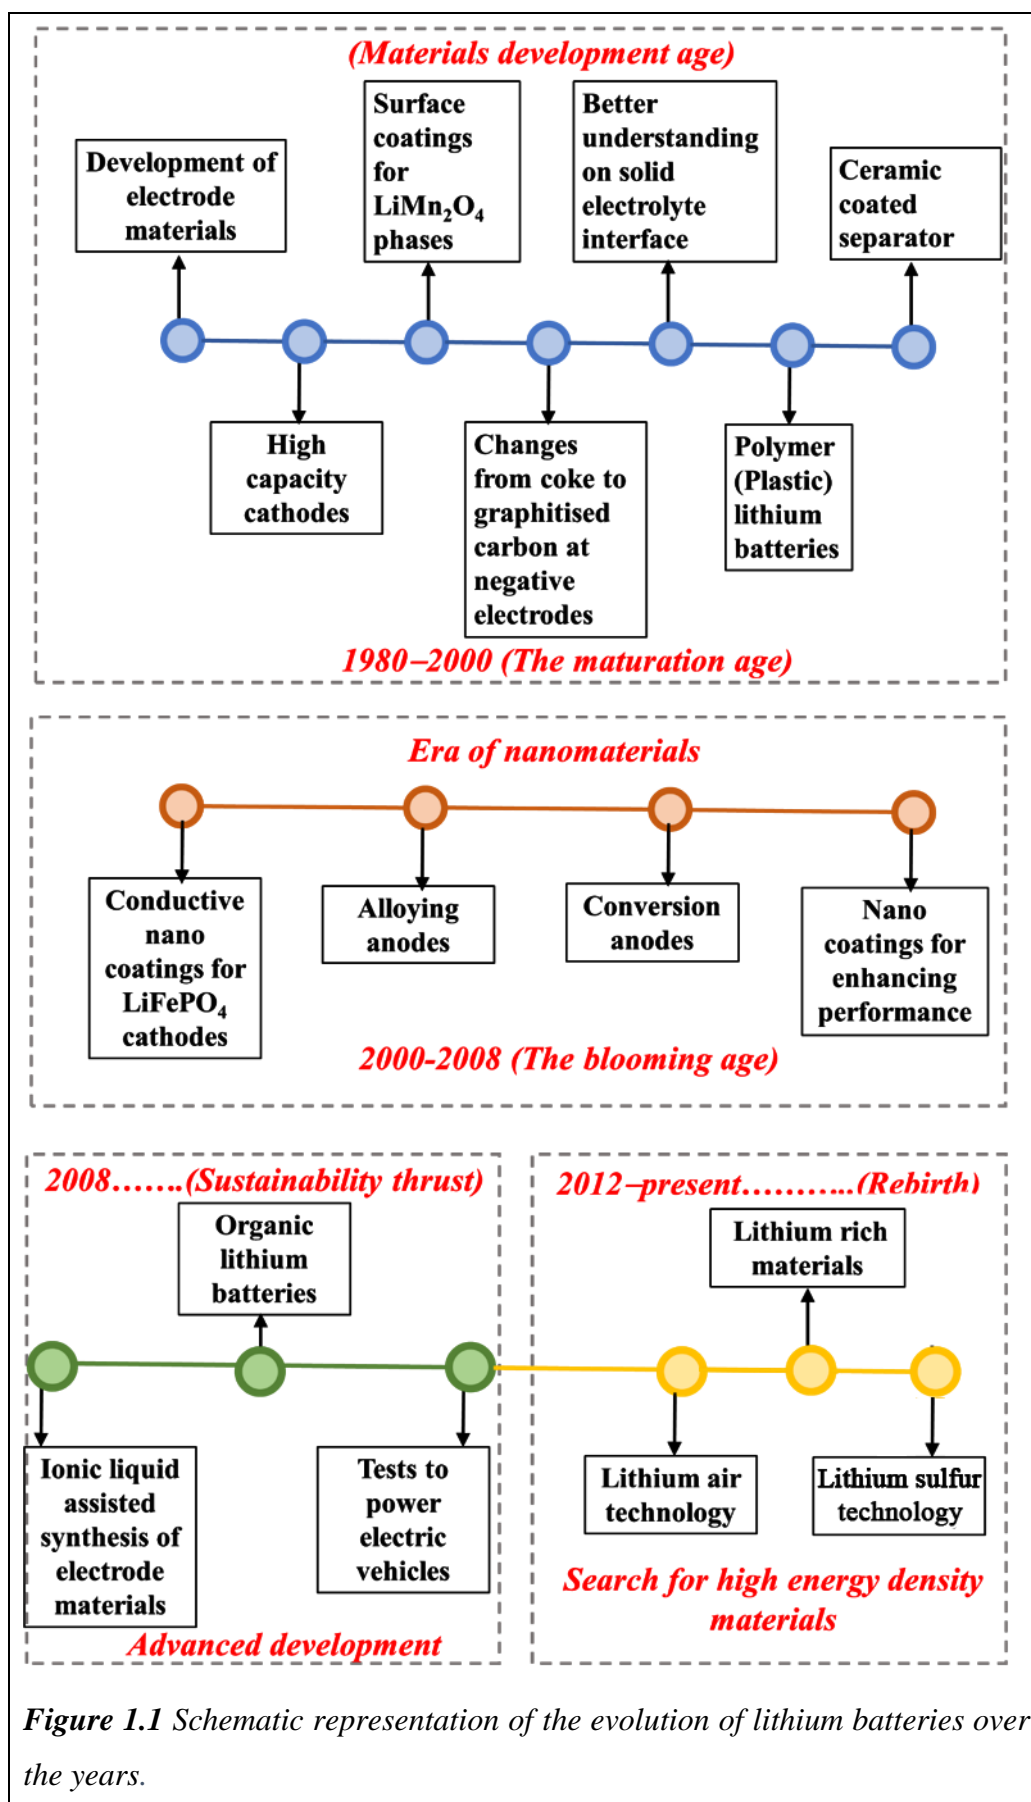 (Materials development age)
Development of
electrode
materials
Surface
coatings
for
LiMn₂O₄
phases
Better
understanding
on solid
electrolyte
interface
Ceramic
coated
separator
High
capacity
cathodes
Changes
from coke to
graphitised
carbon at
negative
electrodes
Polymer
(Plastic)
lithium
batteries
1980–2000 (The maturation age)
Era of nanomaterials
Conductive
nano
coatings for
LiFePO₄
cathodes
Alloying
anodes
Conversion
anodes
Nano
coatings for
enhancing
performance
2000-2008 (The blooming age)
2008…….(Sustainability thrust)
Organic
lithium
batteries
Ionic liquid
assisted
synthesis of
electrode
materials
Tests to
power
electric
vehicles
Advanced development
2012–present………..(Rebirth)
Lithium rich
materials
Lithium air
technology
Lithium sulfur
technology
Search for high energy density
materials
Figure 1.1 Schematic representation of the evolution of lithium batteries over
the years.